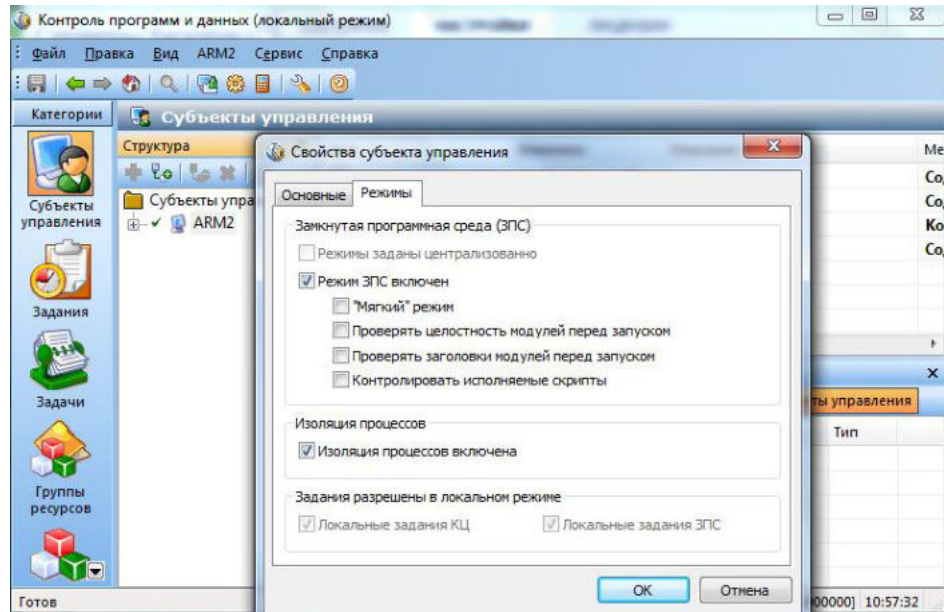 Контроль программ и данных (локальный режим)
Файл Правка Вид ARM2 Сервис Справка
Категории
Субъекты управления
Структура
Субъекты упра
ARM2
Субъекты
управления
Задания
Задачи
Группы
ресурсов
Свойства субъекта управления
Основные Режимы
Замкнутая программная среда (ЗПС)
Режимы заданы централизованно
Режим ЗПС включен
"Мягкий" режим
Проверять целостность модулей перед запуском
Проверять заголовки модулей перед запуском
Контролировать исполняемые скрипты
Изоляция процессов
Изоляция процессов включена
Задания разрешены в локальном режиме
Локальные задания КЦ Локальные задания ЗПС
OK Отмена
Ме
Со
Со
Ко
Со
ты управления
Тип
Готов
000000] 10:57:32